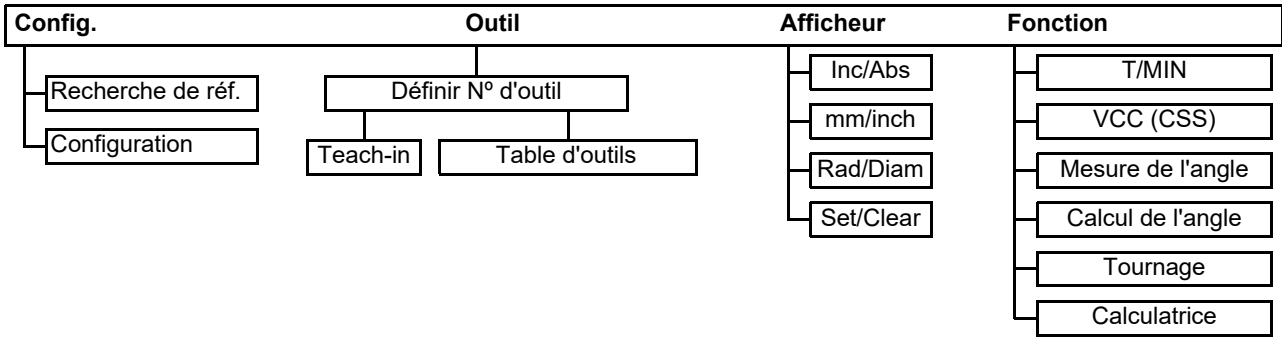 Config.
Outil
Afficheur
Fonction
Recherche de réf.
Configuration
Définir Nº d'outil
Teach-in
Table d'outils
Inc/Abs
mm/inch
Rad/Diam
Set/Clear
T/MIN
VCC (CSS)
Mesure de l'angle
Calcul de l'angle
Tournage
Calculatrice